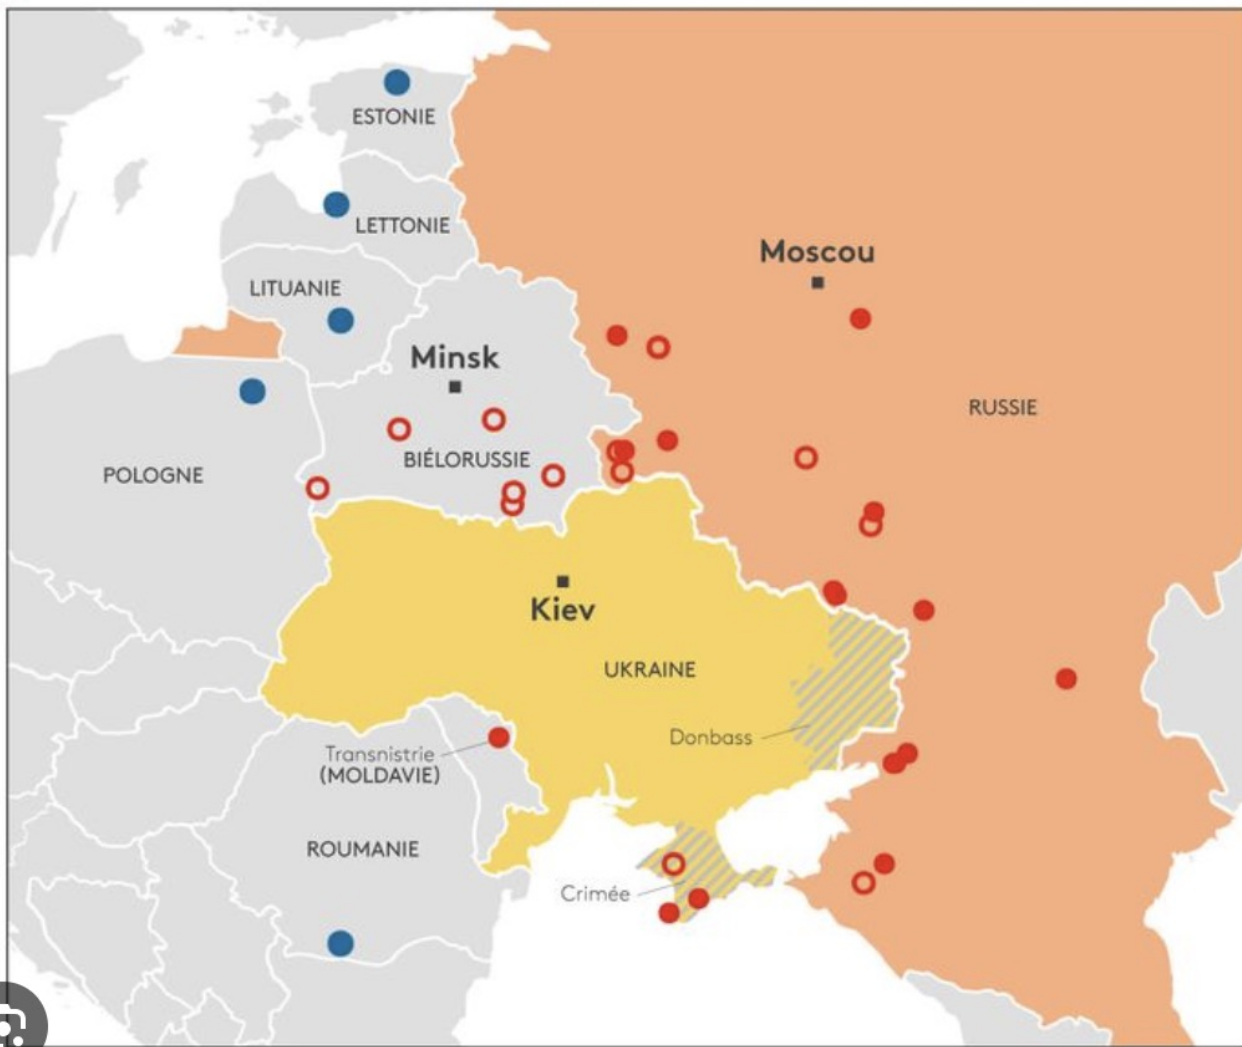 ESTONIE
LETTONIE
Moscou
LITUANIE
Minsk
RUSSIE
BIÉLORUSSIE
POLOGNE
Kiev
UKRAINE
Donbass
Transnistrie
(MOLDAVIE)
ROUMANIE
Crimée